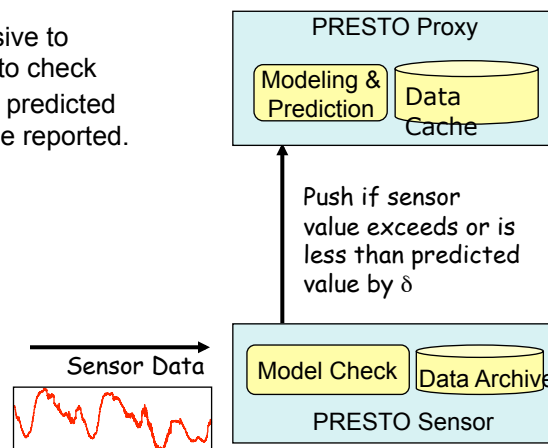 sive to
to check
predicted
e reported.
PRESTO Proxy
Modeling &
Prediction
Data
Cache
Push if sensor
value exceeds or is
less than predicted
value by δ
Sensor Data
Model Check
Data Archive
PRESTO Sensor